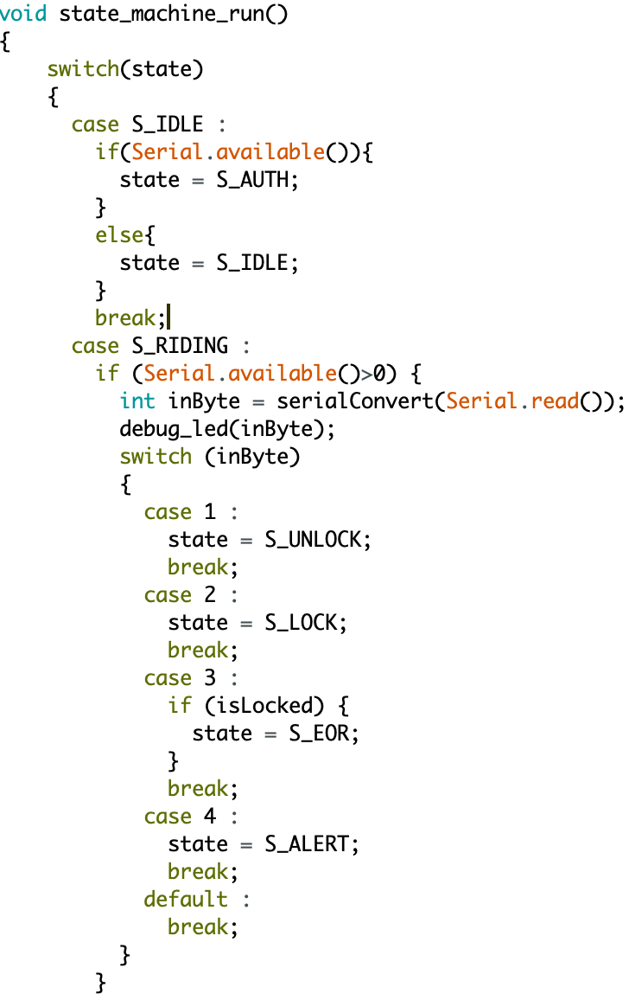 void state_machine_run()
{
    switch(state)
    {
      case S_IDLE :
        if(Serial.available()){
          state = S_AUTH;
        }
        else{
          state = S_IDLE;
        }
        break;
      case S_RIDING :
        if (Serial.available()>0) {
          int inByte = serialConvert(Serial.read());
          debug_led(inByte);
          switch (inByte)
          {
            case 1 :
              state = S_UNLOCK;
              break;
            case 2 :
              state = S_LOCK;
              break;
            case 3 :
              if (isLocked) {
                state = S_EOR;
              }
              break;
            case 4 :
              state = S_ALERT;
              break;
            default :
              break;
          }
        }